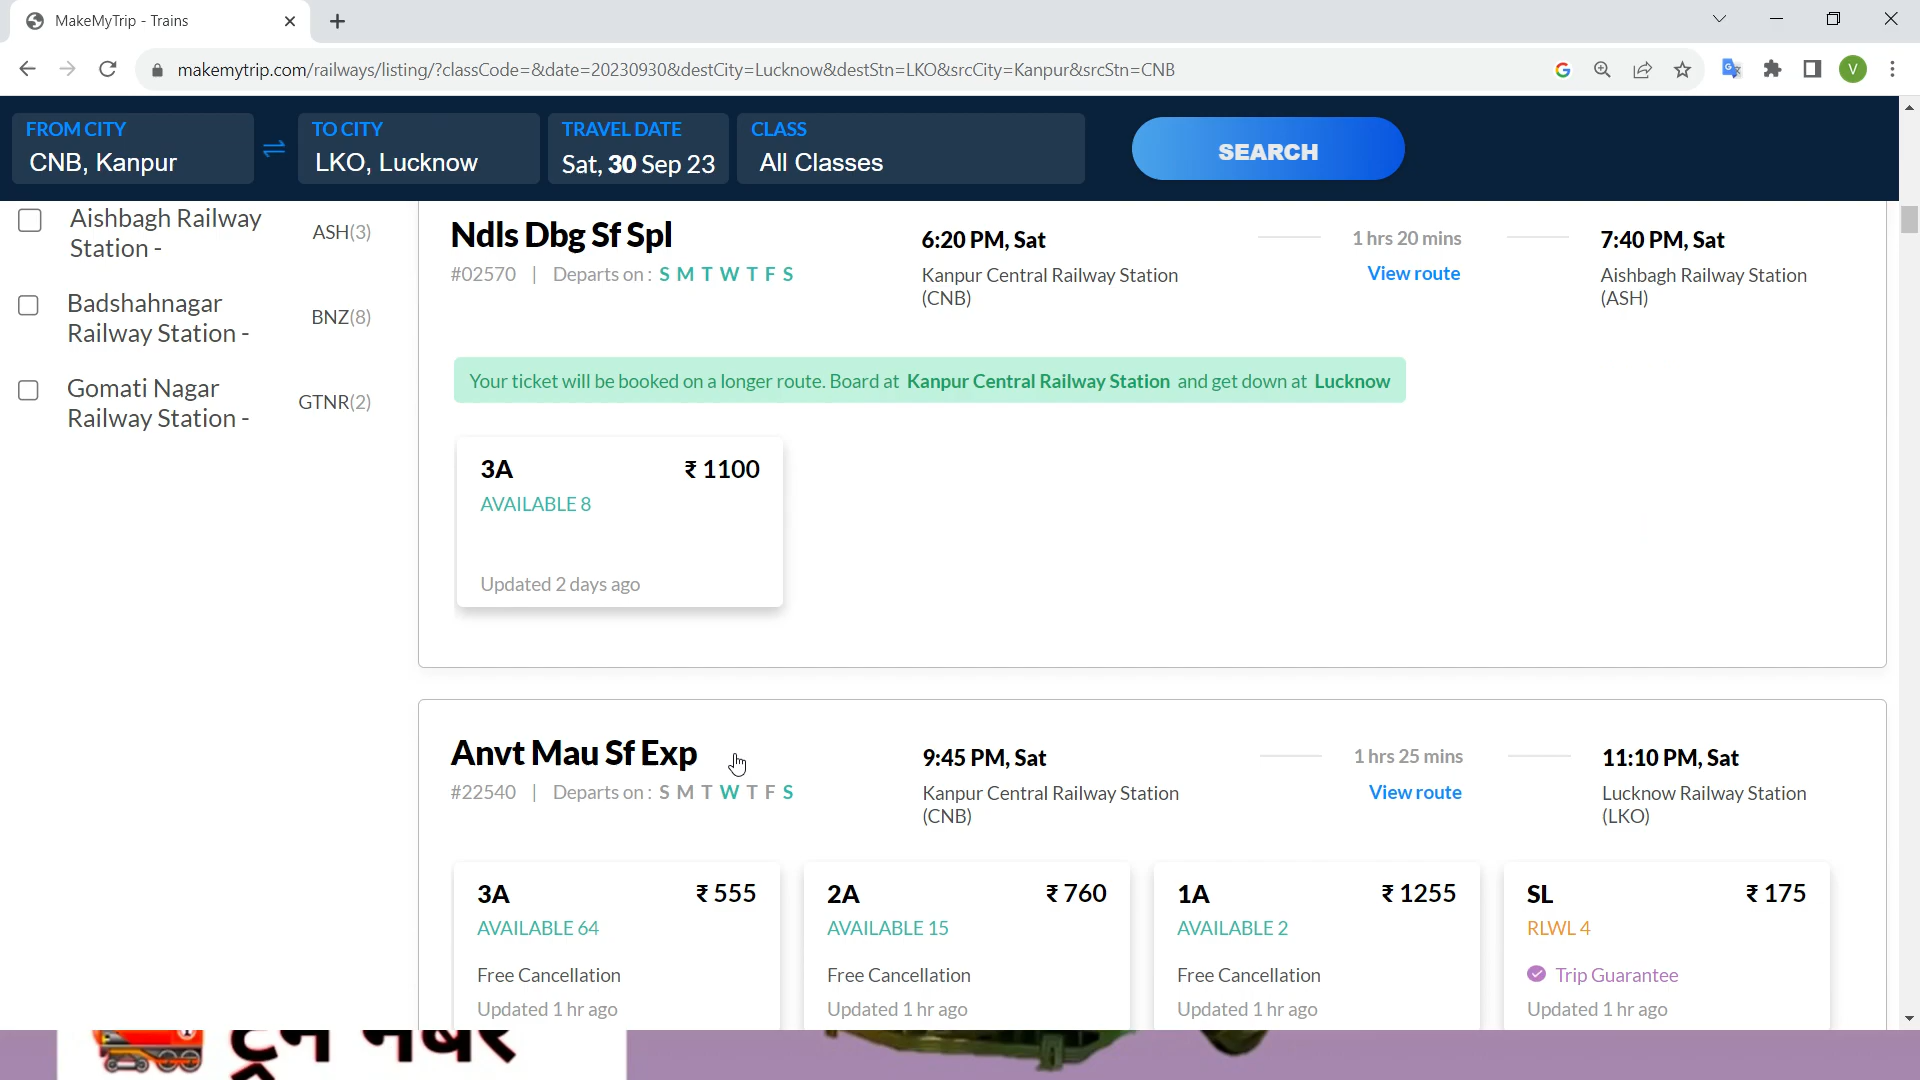 MakeMyTrip - Trains
makemytrip.com/railways/listing/?classCode=&date=20230930&destCity=Lucknow&destStn=LKO&srcCity=Kanpur&srcStn=CNB
V
FROM CITY
CNB, Kanpur
TO CITY
LKO, Lucknow
TRAVEL DATE
Sat, 30 Sep 23
CLASS
All Classes
SEARCH
Aishbagh Railway
Station -
ASH(3)
Badshahnagar
Railway Station -
BNZ(8)
Gomati Nagar
Railway Station -
GTNR(2)
Ndls Dbg Sf Spl
#02570 | Departs on : S M T W T F S
6:20 PM, Sat
Kanpur Central Railway Station
(CNB)
1 hrs 20 mins
View route
7:40 PM, Sat
Aishbagh Railway Station
(ASH)
Your ticket will be booked on a longer route. Board at Kanpur Central Railway Station and get down at Lucknow
3A ₹ 1100
AVAILABLE 8
Updated 2 days ago
Anvt Mau Sf Exp
#22540 | Departs on : S M T W T F S
9:45 PM, Sat
Kanpur Central Railway Station
(CNB)
1 hrs 25 mins
View route
11:10 PM, Sat
Lucknow Railway Station
(LKO)
3A ₹ 555
AVAILABLE 64
Free Cancellation
Updated 1 hr ago
2A ₹ 760
AVAILABLE 15
Free Cancellation
Updated 1 hr ago
1A ₹ 1255
AVAILABLE 2
Free Cancellation
Updated 1 hr ago
SL ₹ 175
RLWL 4
Trip Guarantee
Updated 1 hr ago
ट्रेन नंबर